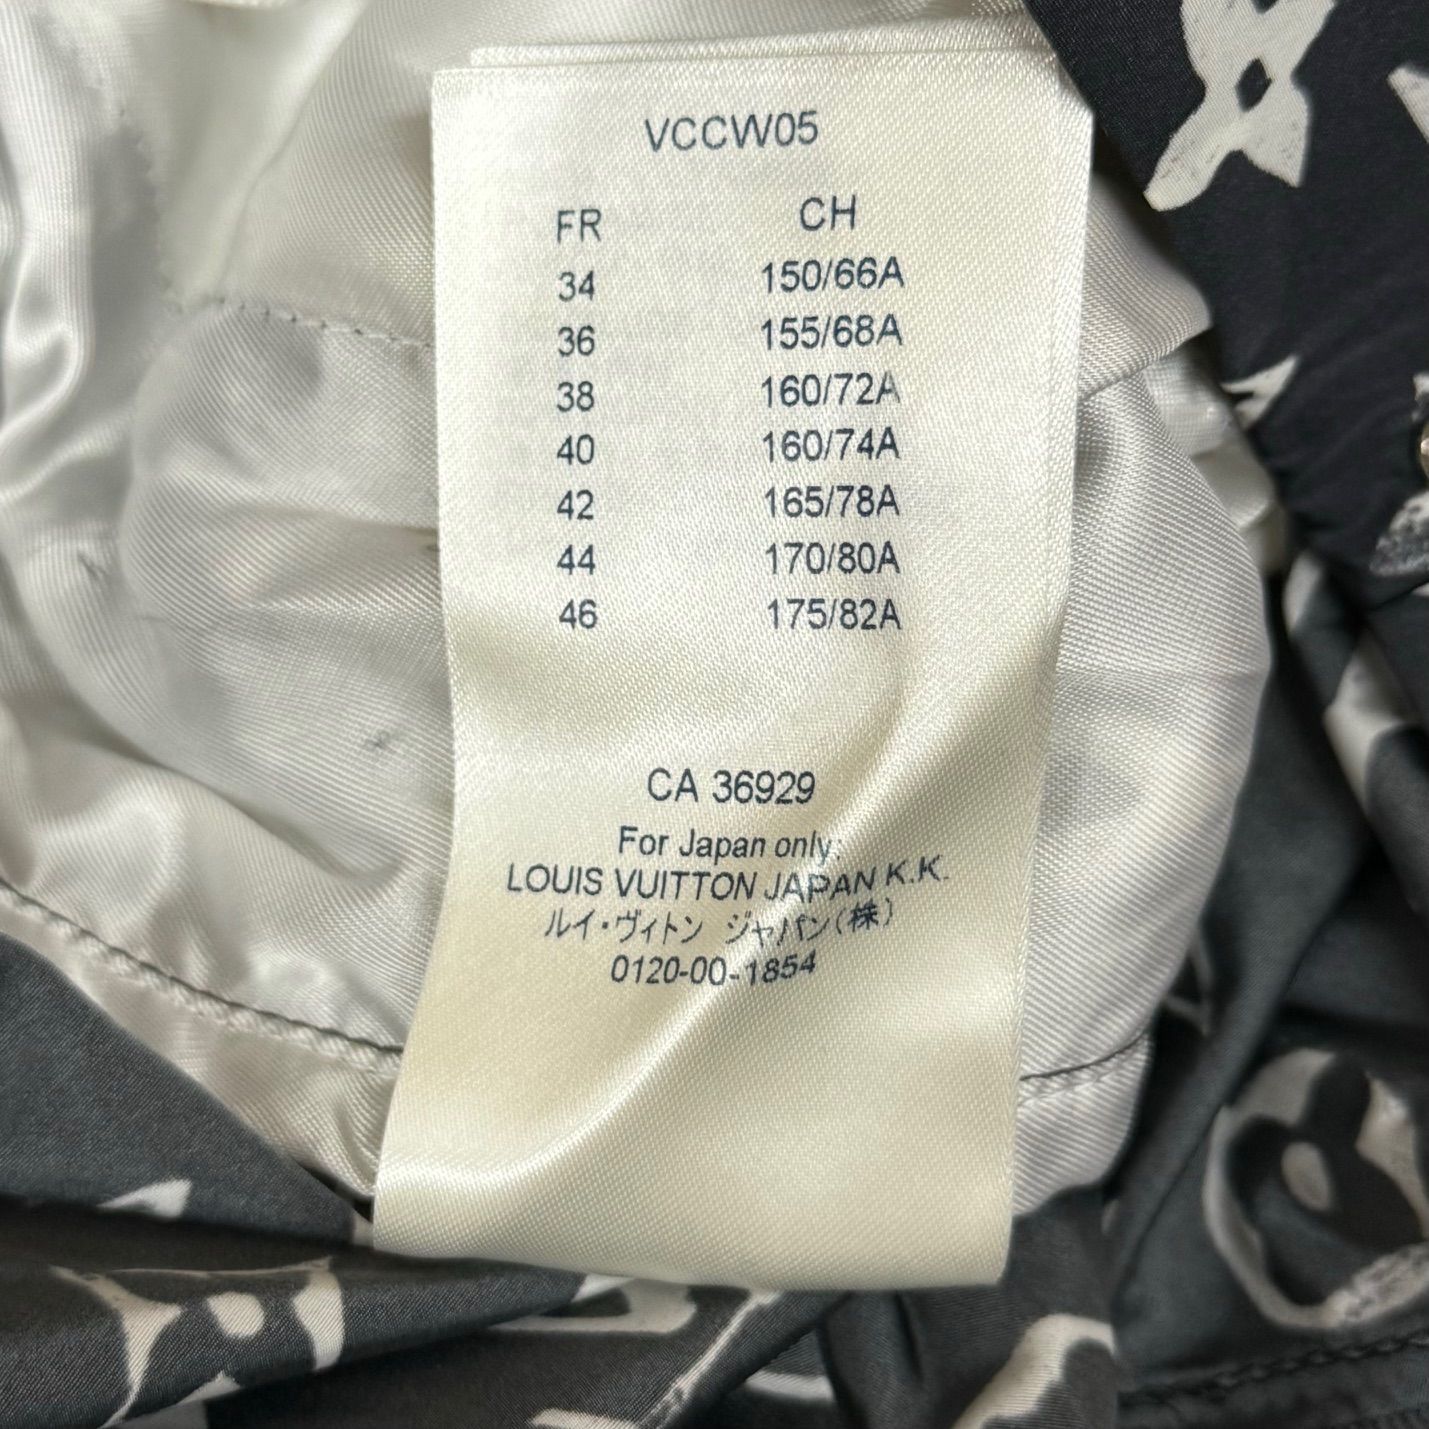 VCCW05
FR CH
34 150/66A
36 155/68A
38 160/72A
40 160/74A
42 165/78A
44 170/80A
46 175/82A
CA 36929
For Japan only:
LOUIS VUITTON JAPAN K.K.
ルイ・ヴィトン ジャパン(株)
0120-00-1854